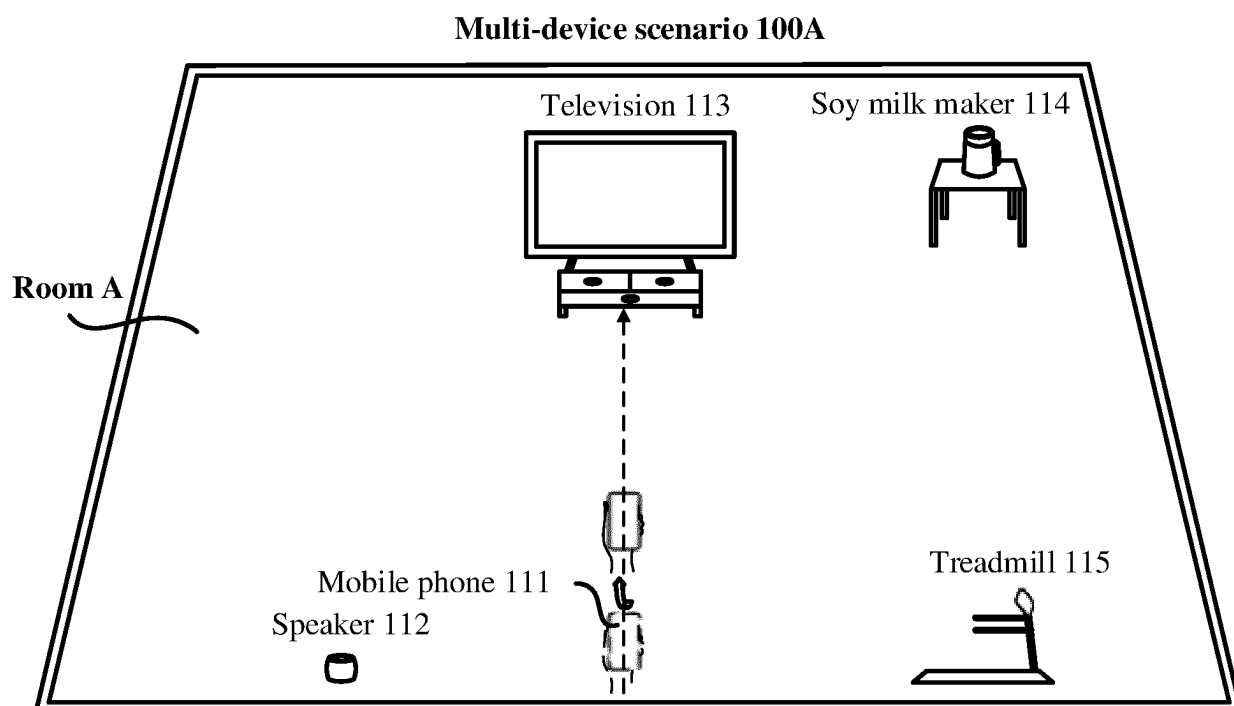 Multi-device scenario 100A
Television 113
Soy milk maker 114
Room A
Mobile phone 111
Treadmill 115
Speaker 112